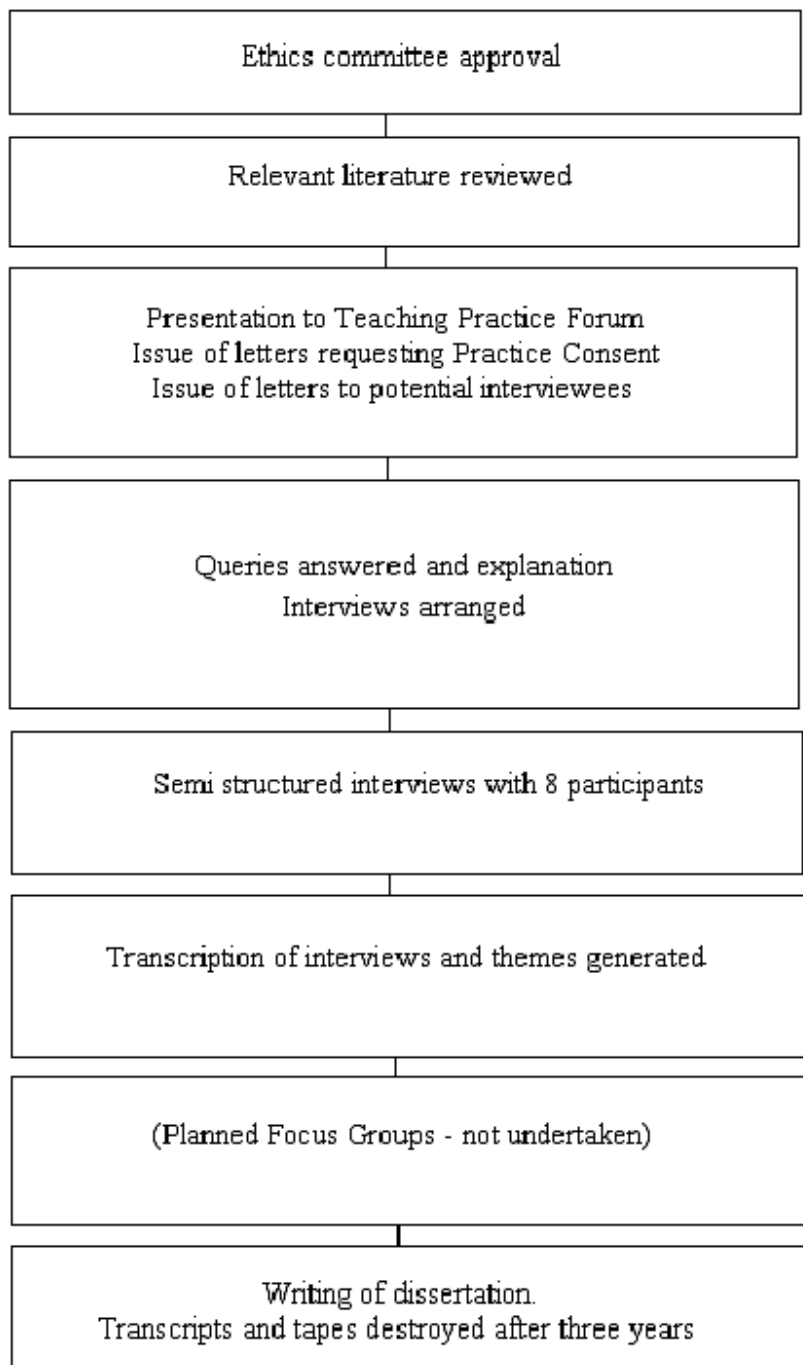 Ethics committee approval
Relevant literature reviewed
Presentation to Teaching Practice Forum
Issue of letters requesting Practice Consent
Issue of letters to potential interviewees
Queries answered and explanation
Interviews arranged
Semi structured interviews with 8 participants
Transcription of interviews and themes generated
(Planned Focus Groups - not undertaken)
Writing of dissertation.
Transcripts and tapes destroyed after three years